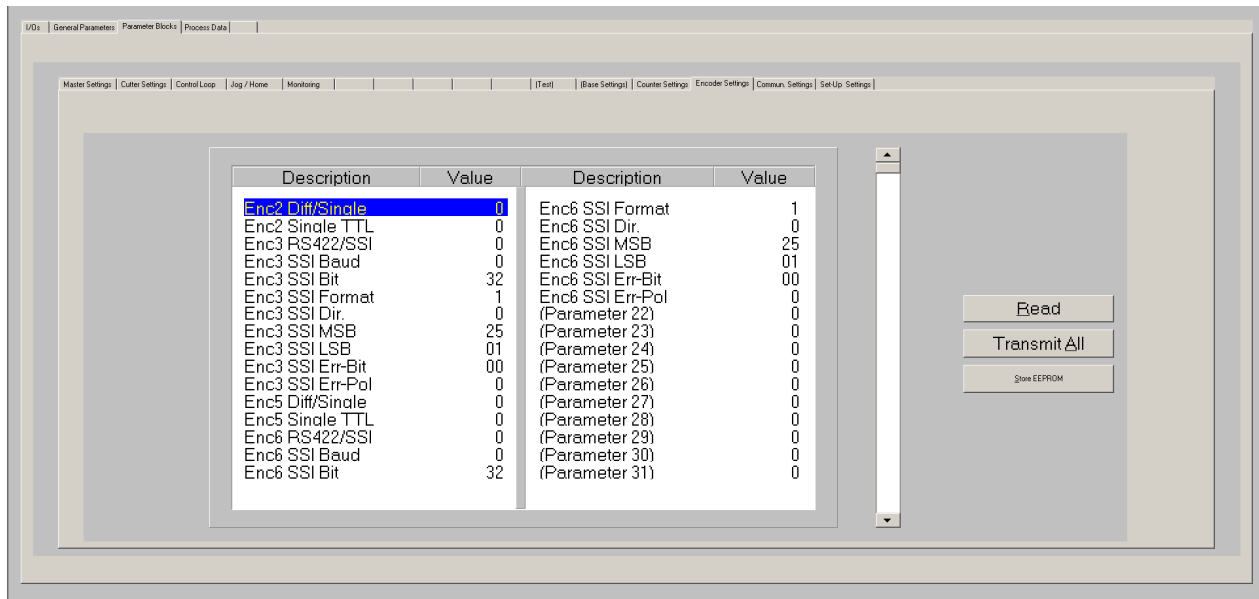 I/Os General Parameters Parameter Blocks Process Data
Master Settings Cutter Settings Control Loop Jog / Home Monitoring (Test) (Base Settings) Counter Settings Encoder Settings Commun. Settings Set-Up Settings
Description Value Description Value
Enc2 Diff/Single 0 Enc6 SSI Format 1
Enc2 Single TTL 0 Enc6 SSI Dir. 0
Enc3 RS422/SSI 0 Enc6 SSI MSB 25
Enc3 SSI Baud 0 Enc6 SSI LSB 01
Enc3 SSI Bit 32 Enc6 SSI Err-Bit 00
Enc3 SSI Format 1 Enc6 SSI Err-Pol 0
Enc3 SSI Dir. 0 (Parameter 22) 0
Enc3 SSI MSB 25 (Parameter 23) 0
Enc3 SSI LSB 01 (Parameter 24) 0
Enc3 SSI Err-Bit 00 (Parameter 25) 0
Enc3 SSI Err-Pol 0 (Parameter 26) 0
Enc5 Diff/Single 0 (Parameter 27) 0
Enc5 Single TTL 0 (Parameter 28) 0
Enc6 RS422/SSI 0 (Parameter 29) 0
Enc6 SSI Baud 0 (Parameter 30) 0
Enc6 SSI Bit 32 (Parameter 31) 0
Read
Transmit All
Store EEPROM